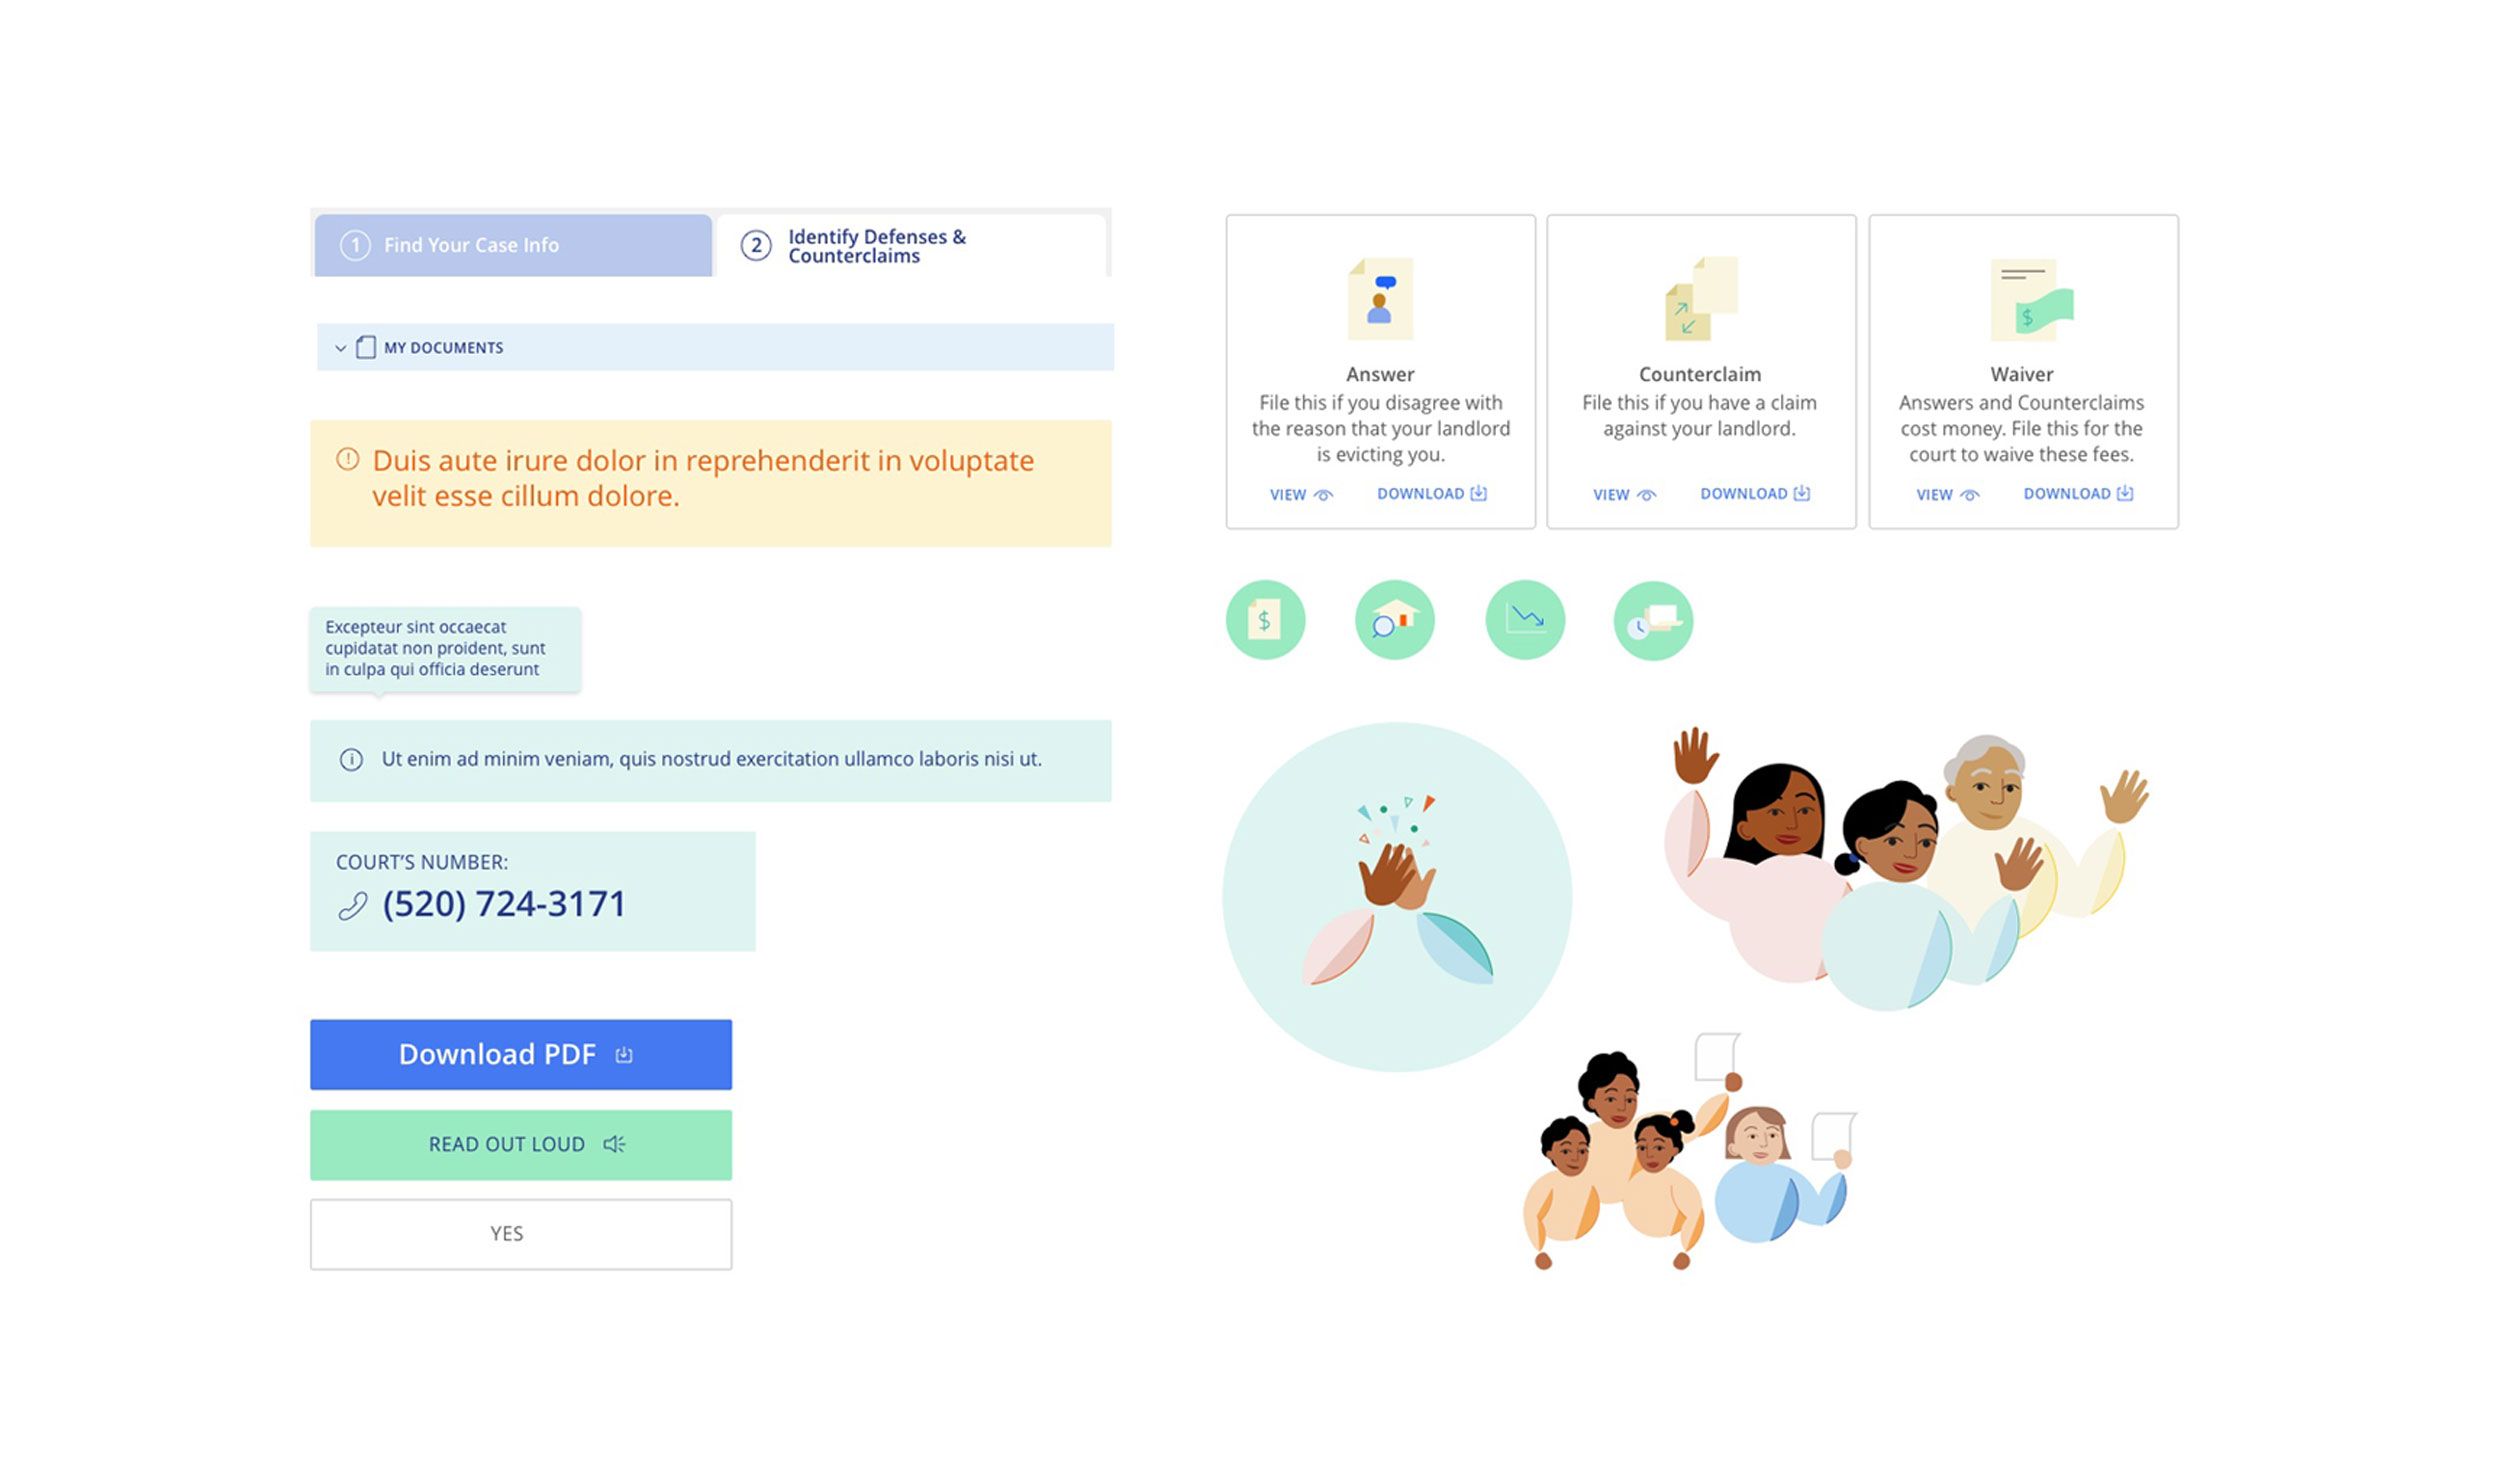 1 Find Your Case Info
2 Identify Defenses &
Counterclaims
MY DOCUMENTS
Duis aute irure dolor in reprehenderit in voluptate
velit esse cillum dolore.
Excepteur sint occaecat
cupidatat non proident, sunt
in culpa qui officia deserunt
Ut enim ad minim veniam, quis nostrud exercitation ullamco laboris nisi ut.
COURT’S NUMBER:
(520) 724-3171
Download PDF
READ OUT LOUD
YES
Answer
File this if you disagree with
the reason that your landlord
is evicting you.
VIEW
DOWNLOAD
Counterclaim
File this if you have a claim
against your landlord.
VIEW
DOWNLOAD
$
Waiver
Answers and Counterclaims
cost money. File this for the
court to waive these fees.
VIEW
DOWNLOAD
$